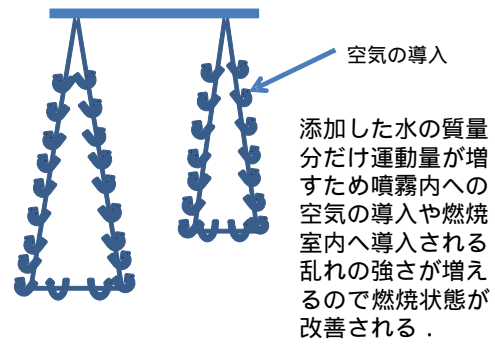 空気の導入
添加した水の質量
分だけ運動量が増
すため噴霧内への
空気の導入や燃焼
室内へ導入される
乱れの強さが増え
るので燃焼状態が
改善される．